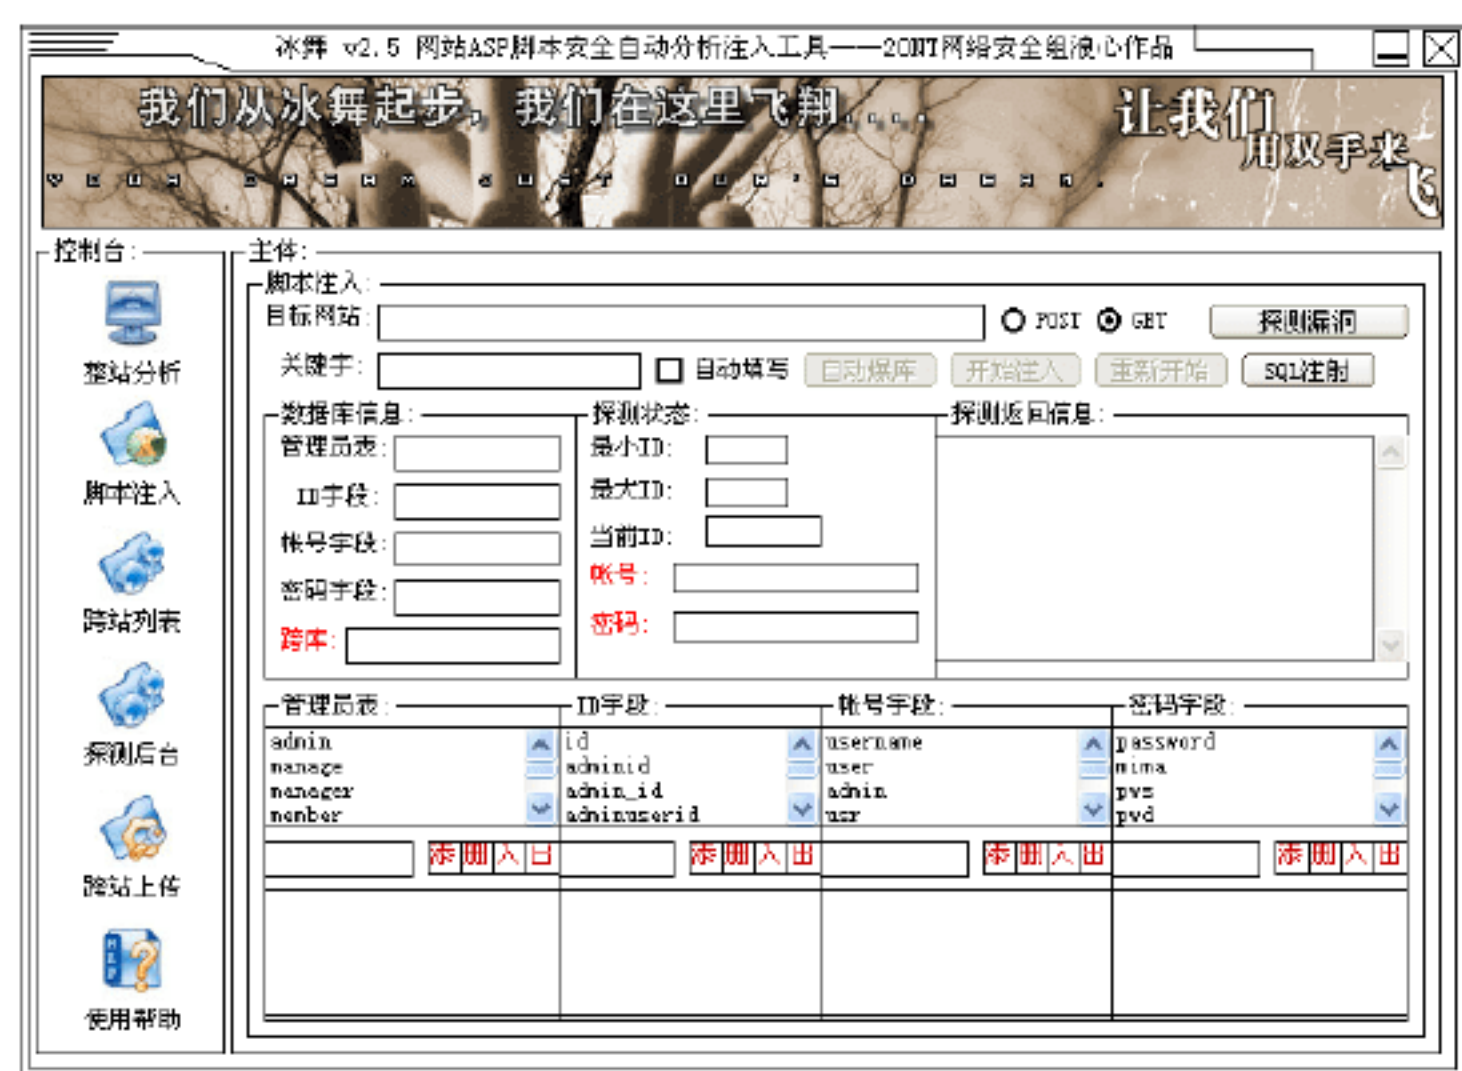 冰舞 v2.5 网站ASP脚本安全自动分析注入工具——20NT网络安全组浪心作品
我们从冰舞起步，我们在这里飞翔....
让我们
用双手来
飞
控制台:
整站分析
脚本注入
跨站列表
探测后台
跨站上传
HLP
使用帮助
主体:
脚本注入:
目标网站: POST GET 探测漏洞
关键字: 自动填写 自动爆库 开始注入 重新开始 SQL注射
数据库信息:
管理员表:
ID字段:
帐号字段:
密码字段:
跨库:
探测状态:
最小ID:
最大ID:
当前ID:
帐号:
密码:
探测返回信息:
管理员表:
admin
manage
manager
member
添 删 入
ID字段:
id
adminid
admin_id
adminuserid
添 删 入 出
帐号字段:
username
user
admin
usr
添 删 入 出
密码字段:
password
mima
pws
pwd
添 删 入 出